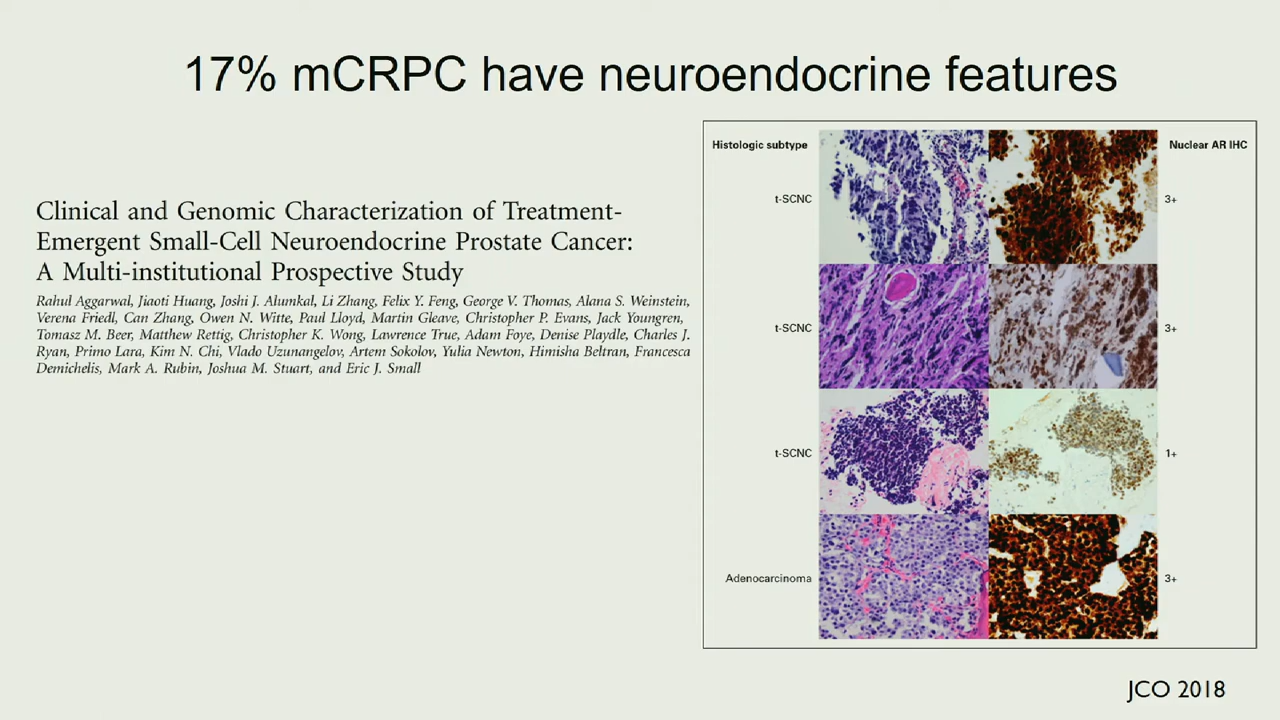 17% mCRPC have neuroendocrine features
Clinical and Genomic Characterization of Treatment-
Emergent Small-Cell Neuroendocrine Prostate Cancer:
A Multi-institutional Prospective Study
Rahul Aggarwal, Jiaoti Huang, Joshi J. Alumkal, Li Zhang, Felix Y. Feng, George V. Thomas, Alana S. Weinstein,
Verena Friedl, Can Zhang, Owen N. Witte, Paul Lloyd, Martin Gleave, Christopher P. Evans, Jack Youngren,
Tomasz M. Beer, Matthew Rettig, Christopher K. Wong, Lawrence True, Adam Foye, Denise Playdle, Charles J.
Ryan, Primo Lara, Kim N. Chi, Vlado Uzunangelov, Artem Sokolov, Yulia Newton, Himisha Beltran, Francesca
Demichelis, Mark A. Rubin, Joshua M. Stuart, and Eric J. Small
Histologic subtype
Nuclear AR IHC
t-SCNC
3+
t-SCNC
3+
t-SCNC
1+
Adenocarcinoma
3+
JCO 2018